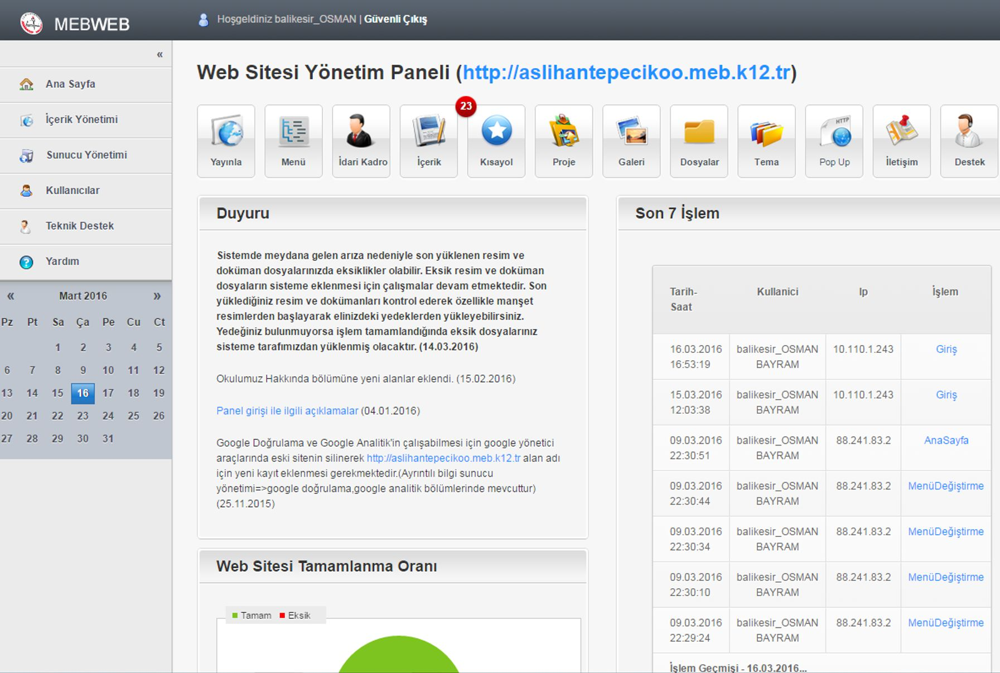 MEBWEB
Hoşgeldiniz balikesir_OSMAN | Güvenli Çıkış
«
Ana Sayfa
İçerik Yönetimi
Sunucu Yönetimi
Kullanıcılar
Teknik Destek
Yardım
« Mart 2016 »
Pz Pt Sa Ça Pe Cu Ct
1 2 3 4 5
6 7 8 9 10 11 12
13 14 15 16 17 18 19
20 21 22 23 24 25 26
27 28 29 30 31
Web Sitesi Yönetim Paneli (http://aslihantepecikoo.meb.k12.tr)
23
Yayınla Menü İdari Kadro İçerik Kısayol Proje Galeri Dosyalar Tema Pop Up İletişim Destek
HTTP
Duyuru
Sistemde meydana gelen arıza nedeniyle son yüklenen resim ve
doküman dosyalarınızda eksiklikler olabilir. Eksik resim ve doküman
dosyaların sisteme eklenmesi için çalışmalar devam etmektedir. Son
yüklediğiniz resim ve dokümanları kontrol ederek özellikle manşet
resimlerden başlayarak elinizdeki yedeklerden yükleyebilirsiniz.
Yedeğiniz bulunmuyorsa işlem tamamlandığında eksik dosyalarınız
sisteme tarafımızdan yüklenmiş olacaktır. (14.03.2016)
Okulumuz Hakkında bölümüne yeni alanlar eklendi. (15.02.2016)
Panel girişi ile ilgili açıklamalar (04.01.2016)
Google Doğrulama ve Google Analitik'in çalışabilmesi için google yönetici
araçlarında eski sitenin silinerek http://aslihantepecikoo.meb.k12.tr alan adı
için yeni kayıt eklenmesi gerekmektedir.(Ayrıntılı bilgi sunucu
yönetimi=>google doğrulama,google analitik bölümlerinde mevcuttur)
(25.11.2015)
Web Sitesi Tamamlanma Oranı
Tamam Eksik
Son 7 İşlem
Tarih- Kullanici Ip İşlem
Saat
16.03.2016 balikesir_OSMAN 10.110.1.243 Giriş
16:53:19 BAYRAM
15.03.2016 balikesir_OSMAN 10.110.1.243 Giriş
12:03:38 BAYRAM
09.03.2016 balikesir_OSMAN 88.241.83.2 AnaSayfa
22:30:51 BAYRAM
09.03.2016 balikesir_OSMAN 88.241.83.2 MenüDeğiştirme
22:30:44 BAYRAM
09.03.2016 balikesir_OSMAN 88.241.83.2 MenüDeğiştirme
22:30:34 BAYRAM
09.03.2016 balikesir_OSMAN 88.241.83.2 MenüDeğiştirme
22:30:10 BAYRAM
09.03.2016 balikesir_OSMAN 88.241.83.2 MenüDeğiştirme
22:29:24 BAYRAM
İşlem Geçmişi - 16.03.2016...